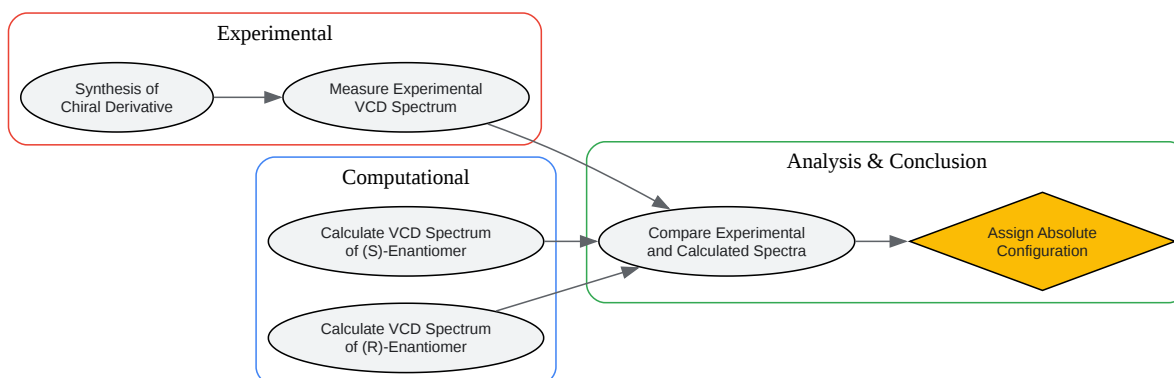 Experimental
Synthesis of
Chiral Derivative
Measure Experimental
VCD Spectrum
Computational
Calculate VCD Spectrum
of (S)-Enantiomer
Calculate VCD Spectrum
of (R)-Enantiomer
Analysis & Conclusion
Compare Experimental
and Calculated Spectra
Assign Absolute
Configuration